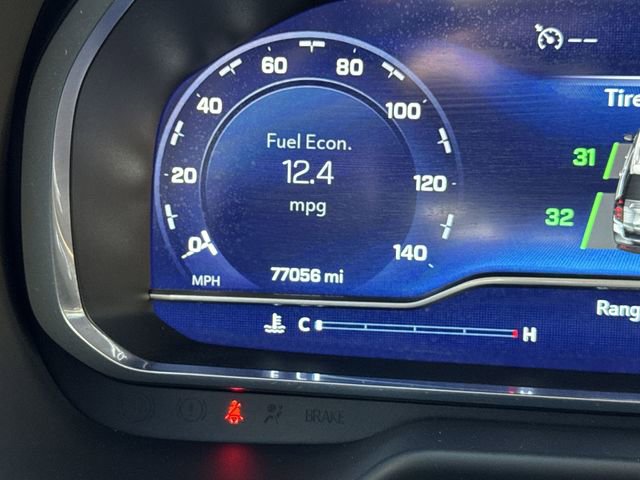 60 80
40 100
Fuel Econ.
12.4
mpg
20 120
0 140
MPH
77056 mi
--
Tire
31
32
Rang
C H
BRAKE